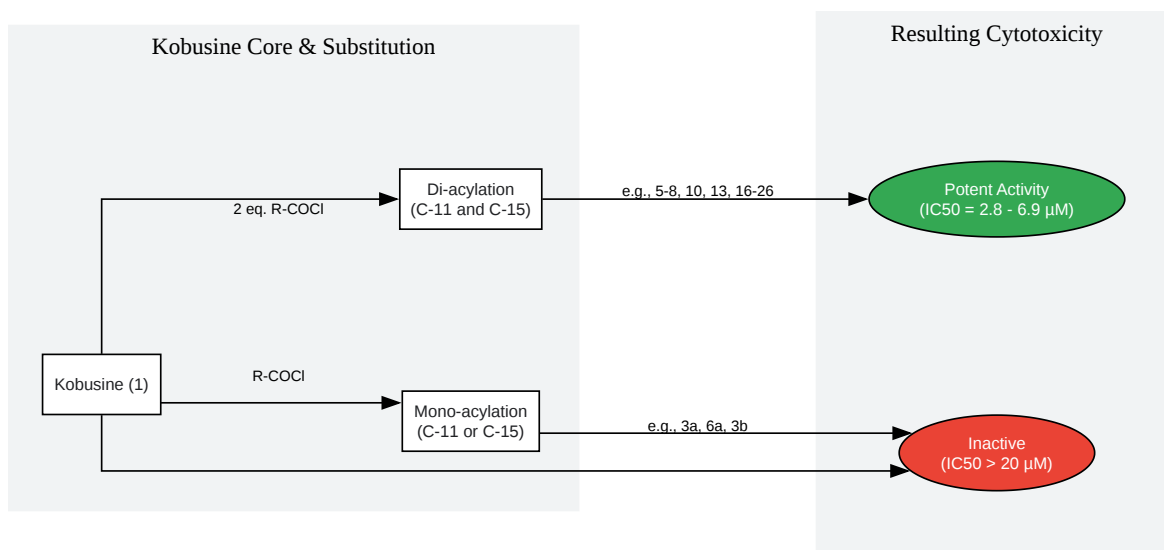 Kobusine Core & Substitution
Resulting Cytotoxicity
Di-acylation
(C-11 and C-15)
2 eq. R-COCl
e.g., 5-8, 10, 13, 16-26
Potent Activity
(IC50 = 2.8 - 6.9 µM)
Kobusine (1)
R-COCl
Mono-acylation
(C-11 or C-15)
e.g., 3a, 6a, 3b
Inactive
(IC50 > 20 µM)